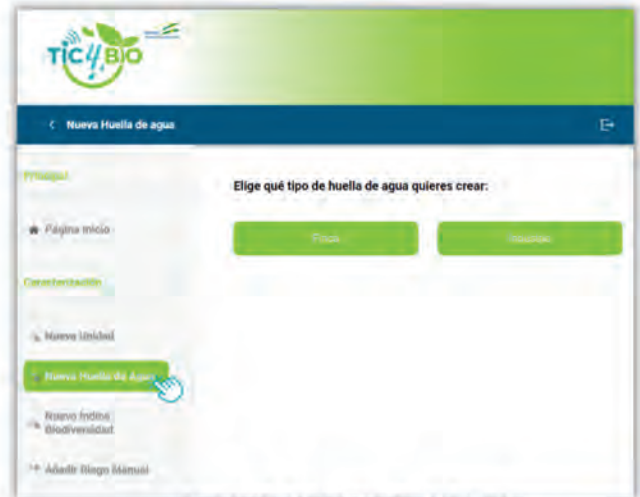 TIC4BIO
Nueva Huella de agua
Principal
Elige qué tipo de huella de agua quieres crear:
Página Inicio
Finca
Caracterización
Nueva Unidad
Nueva Huella de Agua
Nuevo Índice
Biodiversidad
Añadir Riego Manual